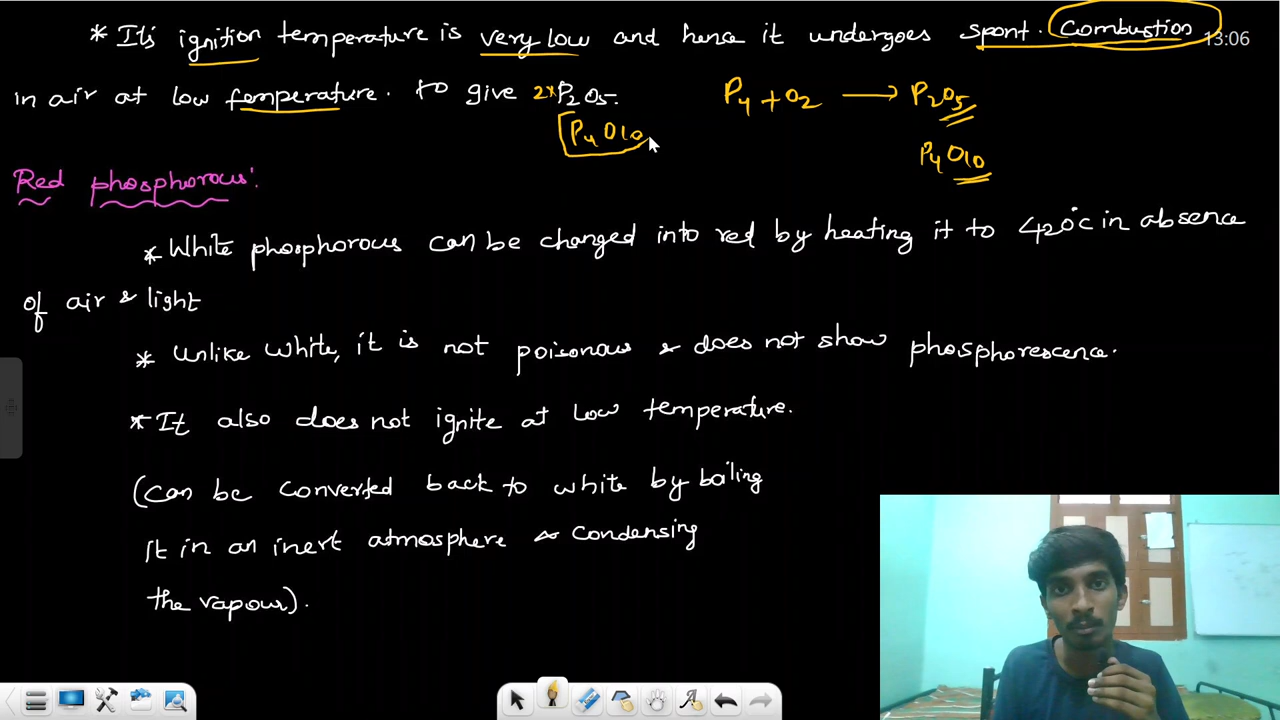 * It's ignition temperature is very low and hence it undergoes spont. Combustion
13:06
in air at low temperature. to give 2xP2O5. P4 + O2 → P2O5
P4O10
P4O10
Red phosphorous:
* White phosphorous can be changed into red by heating it to 420°C in absence
of air & light
* Unlike white, it is not poisonous & does not show phosphorescence.
* It also does not ignite at low temperature.
(can be converted back to white by boiling
it in an inert atmosphere & condensing
the vapour).